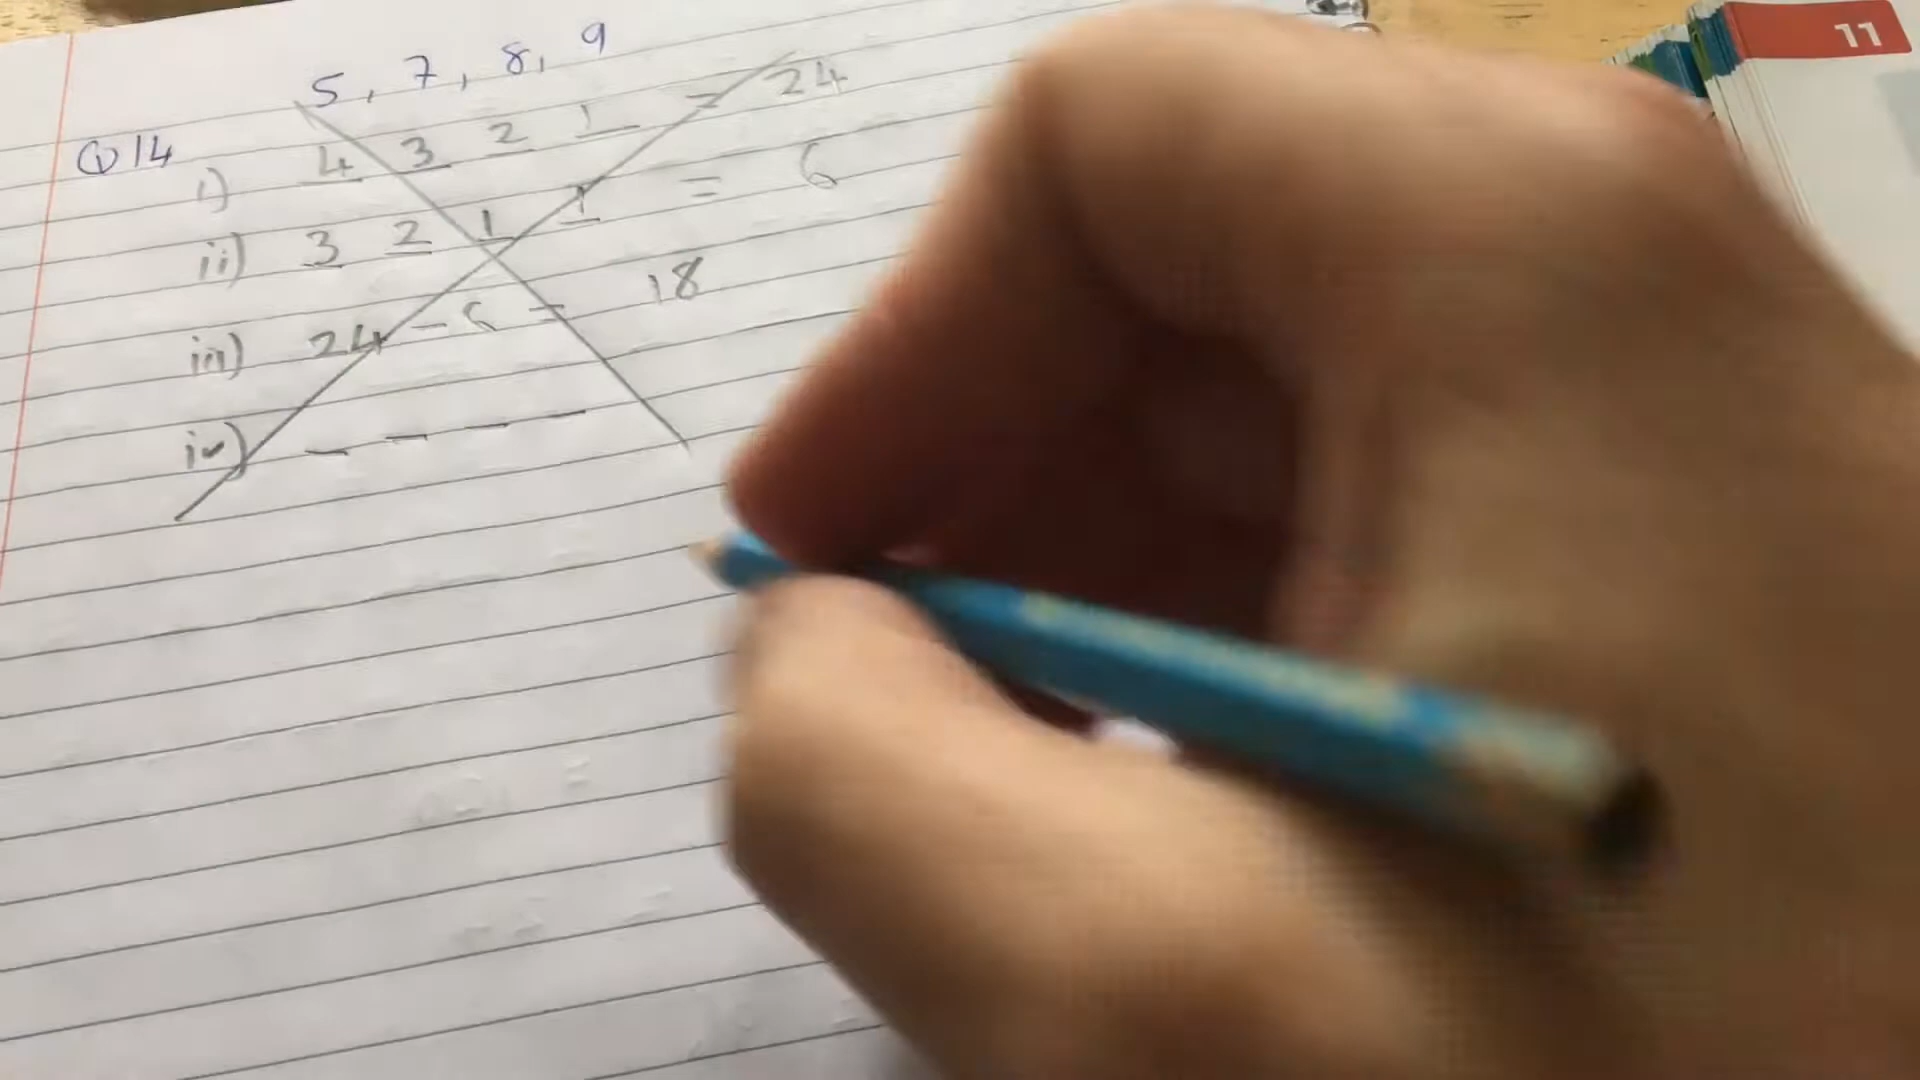 5, 7, 8, 9
Q14
i) 4 3 2 1 = 24
ii) 3 2 1 1 = 6
iii) 24 - 6 = 18
iv) _ _ _ _
11